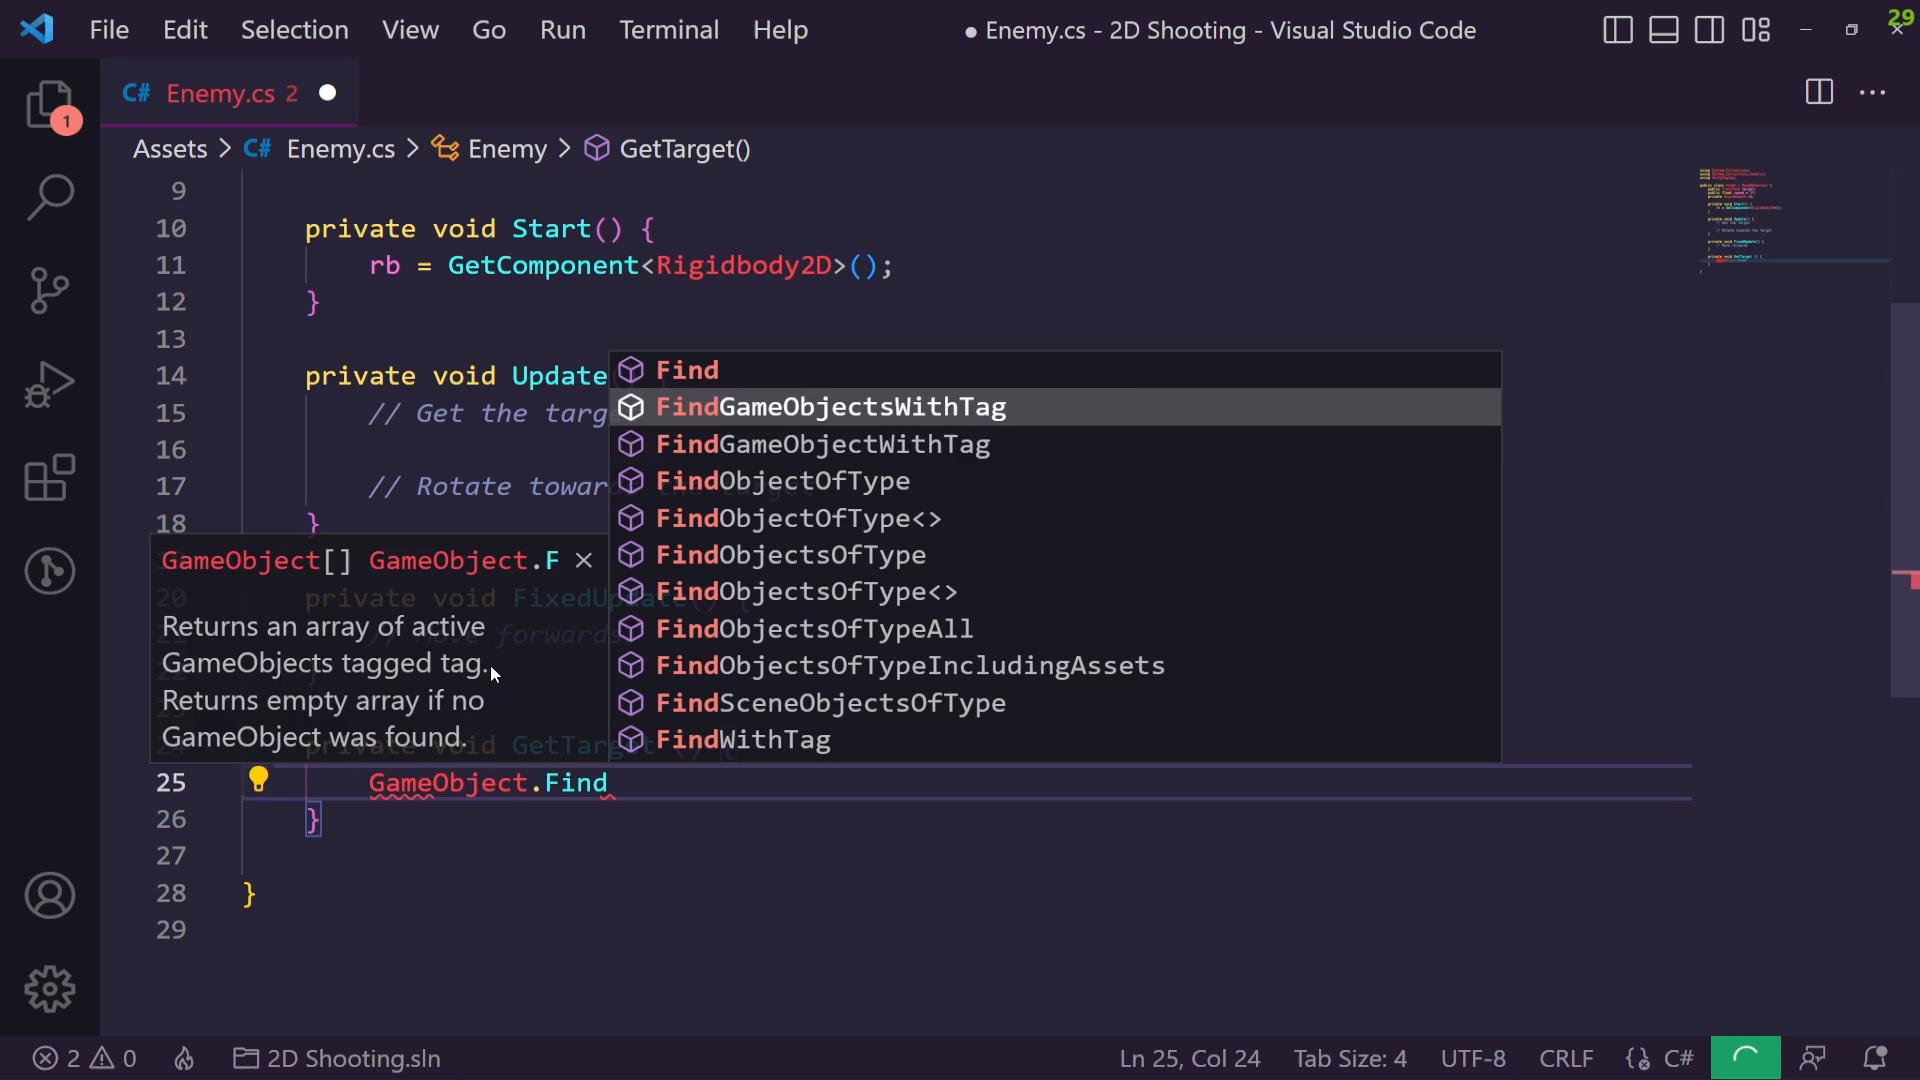 File Edit Selection View Go Run Terminal Help
● Enemy.cs - 2D Shooting - Visual Studio Code
29
1
C# Enemy.cs 2 ●
Assets > C# Enemy.cs > Enemy > GetTarget()
9
10 private void Start() {
11 rb = GetComponent<Rigidbody2D>();
12 }
13
14 private void Update
15 // Get the targ
16
17 // Rotate towar
18 }
Find
FindGameObjectsWithTag
FindGameObjectWithTag
FindObjectOfType
FindObjectOfType<>
FindObjectsOfType
FindObjectsOfType<>
FindObjectsOfTypeAll
FindObjectsOfTypeIncludingAssets
FindSceneObjectsOfType
FindWithTag
GameObject[] GameObject.F ×
Returns an array of active
GameObjects tagged tag.
Returns empty array if no
GameObject was found.
25 GameObject.Find
26 }
27
28 }
29
2 0 2D Shooting.sln Ln 25, Col 24 Tab Size: 4 UTF-8 CRLF C#